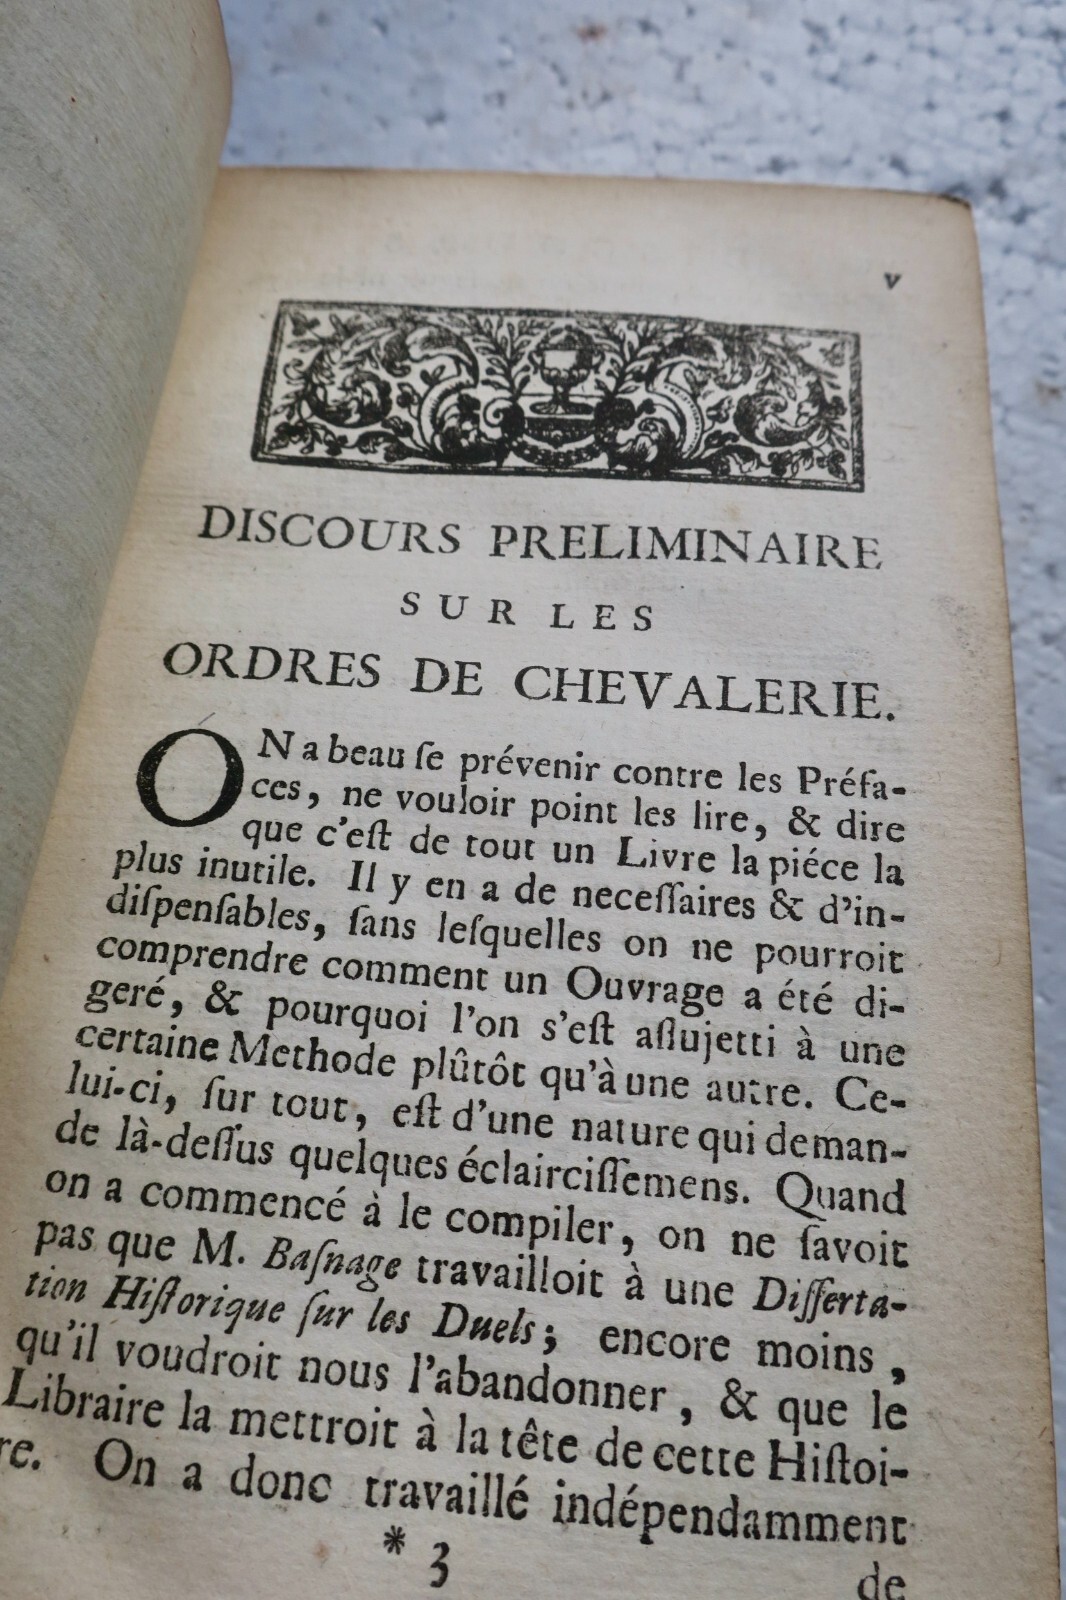 v
DISCOURS PRELIMINAIRE
SUR LES
ORDRES DE CHEVALERIE.
ON a beau ſe prévenir contre les Préfa-
ces, ne vouloir point les lire, & dire
que c'eſt de tout un Livre la piéce la
plus inutile. Il y en a de neceſſaires & d'in-
diſpenſables, ſans leſquelles on ne pourroit
comprendre comment un Ouvrage a été di-
geré, & pourquoi l'on s'eſt aſſujetti à une
certaine Methode plûtôt qu'à une autre. Ce-
lui-ci, ſur tout, eſt d'une nature qui deman-
de là-deſſus quelques éclairciſſemens. Quand
on a commencé à le compiler, on ne ſavoit
pas que M. Baſnage travailloit à une Diſſerta-
tion Hiſtorique ſur les Duels; encore moins,
qu'il voudroit nous l'abandonner, & que le
Libraire la mettroit à la tête de cette Hiſtoi-
re. On a donc travaillé indépendamment
* 3
de